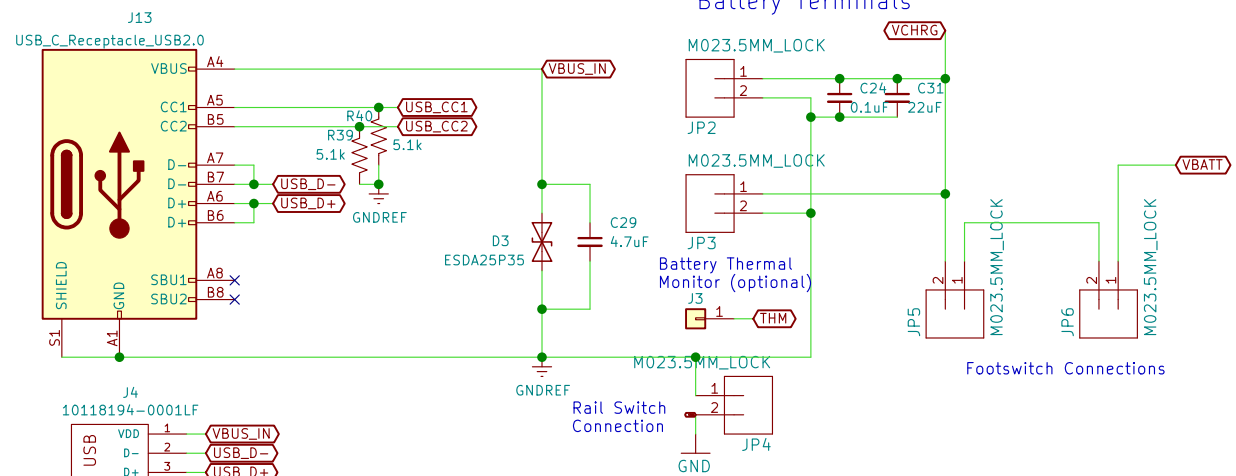 Battery Terminals
J13
USB_C_Receptacle_USB2.0
VBUS
A4
VBUS_IN
CC1
A5
USB_CC1
CC2
B5
USB_CC2
R40
5.1k
R39
5.1k
D-
A7
D-
B7
USB_D-
D+
A6
USB_D+
D+
B6
GNDREF
SBU1
A8
SBU2
B8
SHIELD
GND
S1
A1
D3
ESDA25P35
C29
4.7uF
GNDREF
VCHRG
M023.5MM_LOCK
1
2
JP2
C24
0.1uF
C31
22uF
M023.5MM_LOCK
1
2
JP3
Battery Thermal
Monitor (optional)
J3
1
THM
M023.5MM_LOCK
1
2
JP4
Rail Switch
Connection
GND
VBATT
2
1
JP5
M023.5MM_LOCK
2
1
JP6
M023.5MM_LOCK
Footswitch Connections
J4
10118194-0001LF
USB
VDD
1
VBUS_IN
D-
2
USB_D-
D+
3
USB_D+